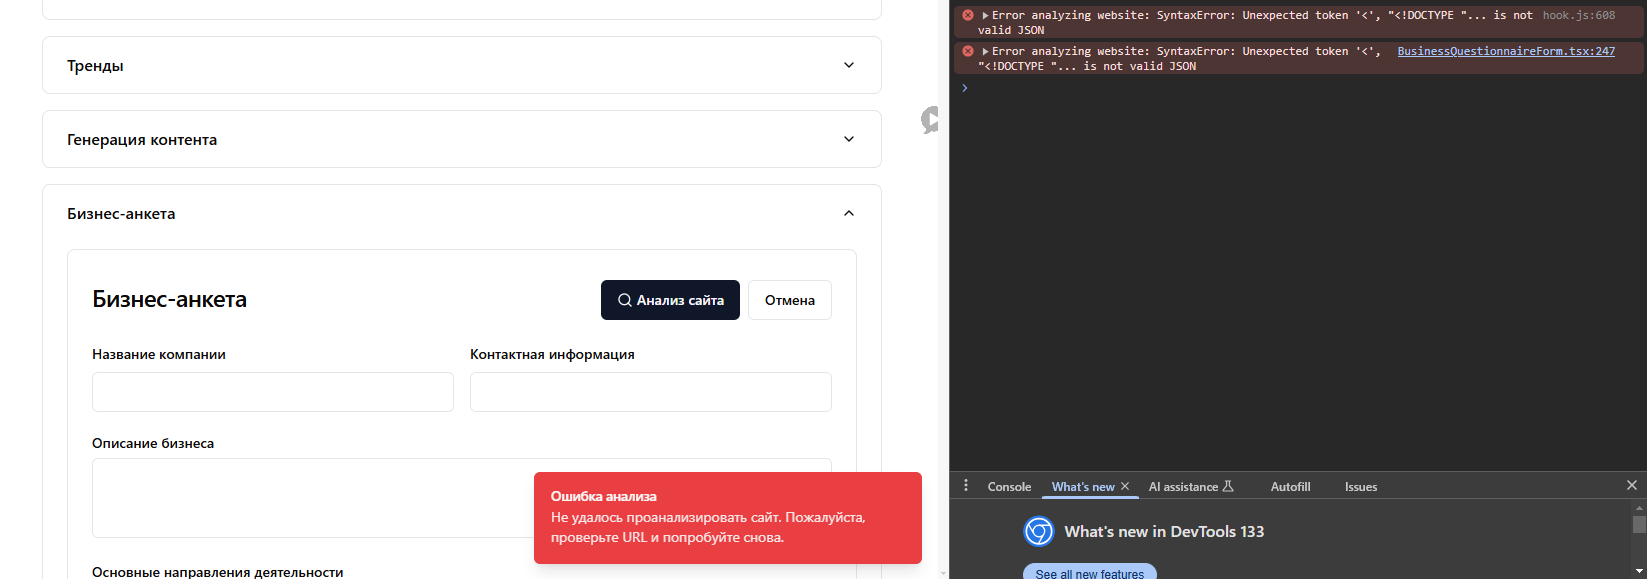 Тренды
Генерация контента
Бизнес-анкета
Бизнес-анкета
Анализ сайта
Отмена
Название компании
Контактная информация
Описание бизнеса
Ошибка анализа
Не удалось проанализировать сайт. Пожалуйста,
проверьте URL и попробуйте снова.
Основные направления деятельности
Error analyzing website: SyntaxError: Unexpected token '<', "<!DOCTYPE "... is not hook.js:608
valid JSON
Error analyzing website: SyntaxError: Unexpected token '<', BusinessQuestionnaireForm.tsx:247
"<!DOCTYPE "... is not valid JSON
Console What's new AI assistance Autofill Issues
What's new in DevTools 133
See all new features